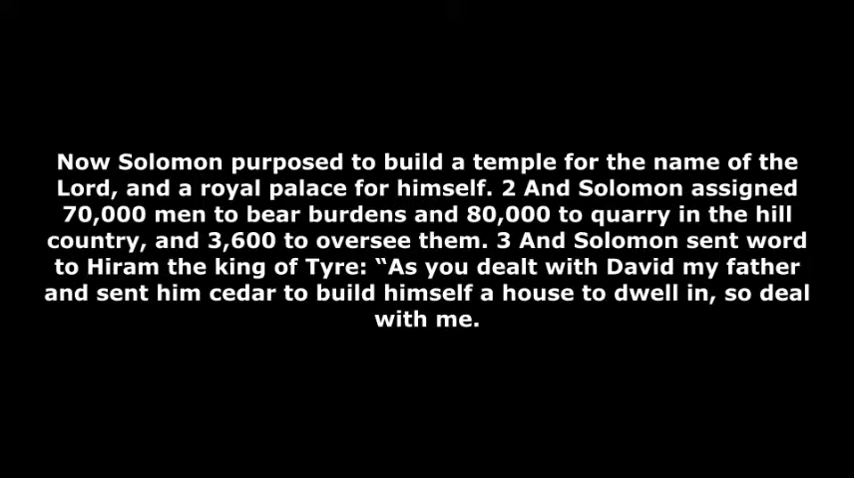 Now Solomon purposed to build a temple for the name of the
Lord, and a royal palace for himself. 2 And Solomon assigned
70,000 men to bear burdens and 80,000 to quarry in the hill
country, and 3,600 to oversee them. 3 And Solomon sent word
to Hiram the king of Tyre: “As you dealt with David my father
and sent him cedar to build himself a house to dwell in, so deal
with me.